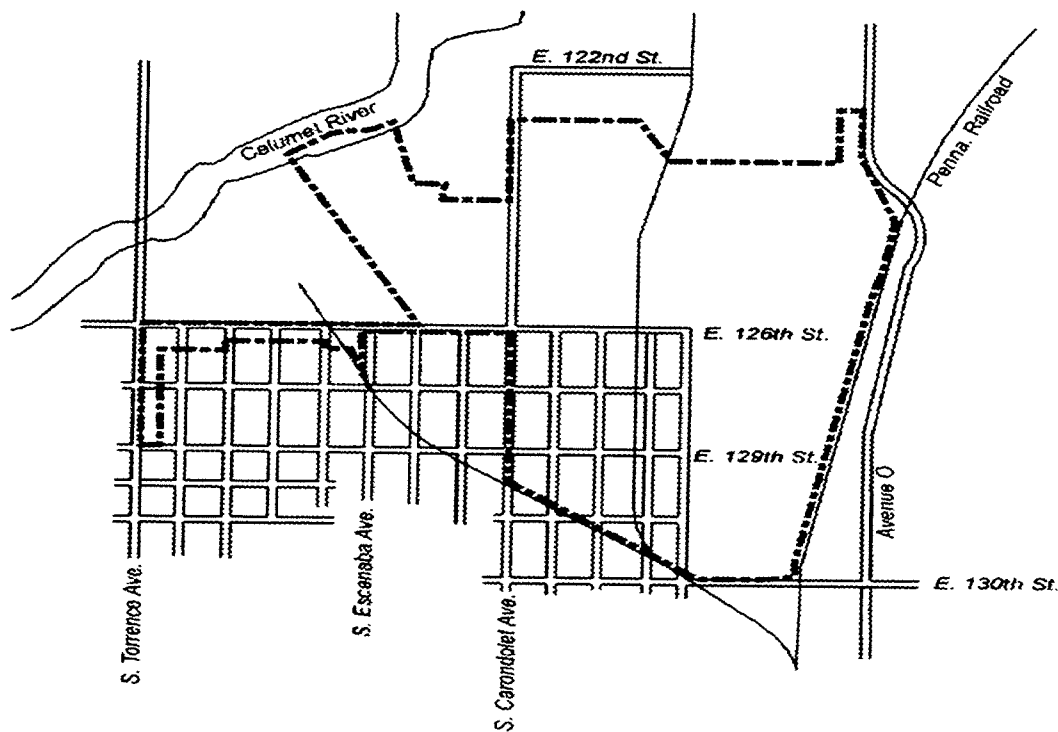 E. 122nd St.
Calumet River
Penna. Railroad
E. 126th St.
E. 129th St.
Avenue O
E. 130th St.
S. Torrence Ave.
S. Escanaba Ave.
S. Carondolet Ave.